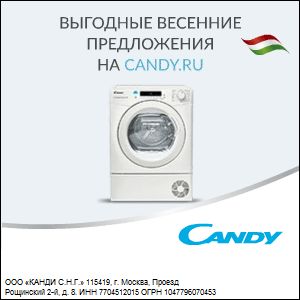 ВЫГОДНЫЕ ВЕСЕННИЕ
ПРЕДЛОЖЕНИЯ
НА CANDY.RU
CANDY
ООО «КАНДИ С.Н.Г.» 115419, г. Москва, Проезд
Рощинский 2-й, д. 8. ИНН 7704512015 ОГРН 1047796070453